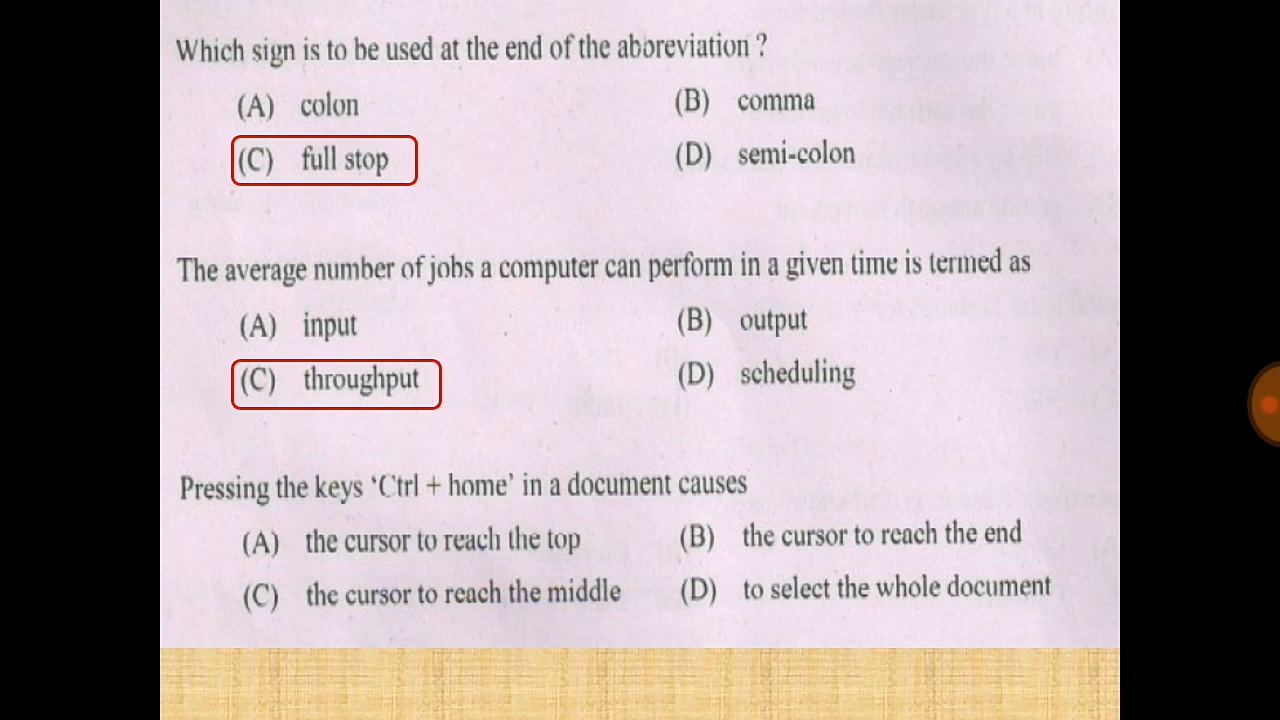 Which sign is to be used at the end of the abbreviation ?
(A) colon (B) comma
(C) full stop (D) semi-colon
The average number of jobs a computer can perform in a given time is termed as
(A) input (B) output
(C) throughput (D) scheduling
Pressing the keys ‘Ctrl + home’ in a document causes
(A) the cursor to reach the top (B) the cursor to reach the end
(C) the cursor to reach the middle (D) to select the whole document